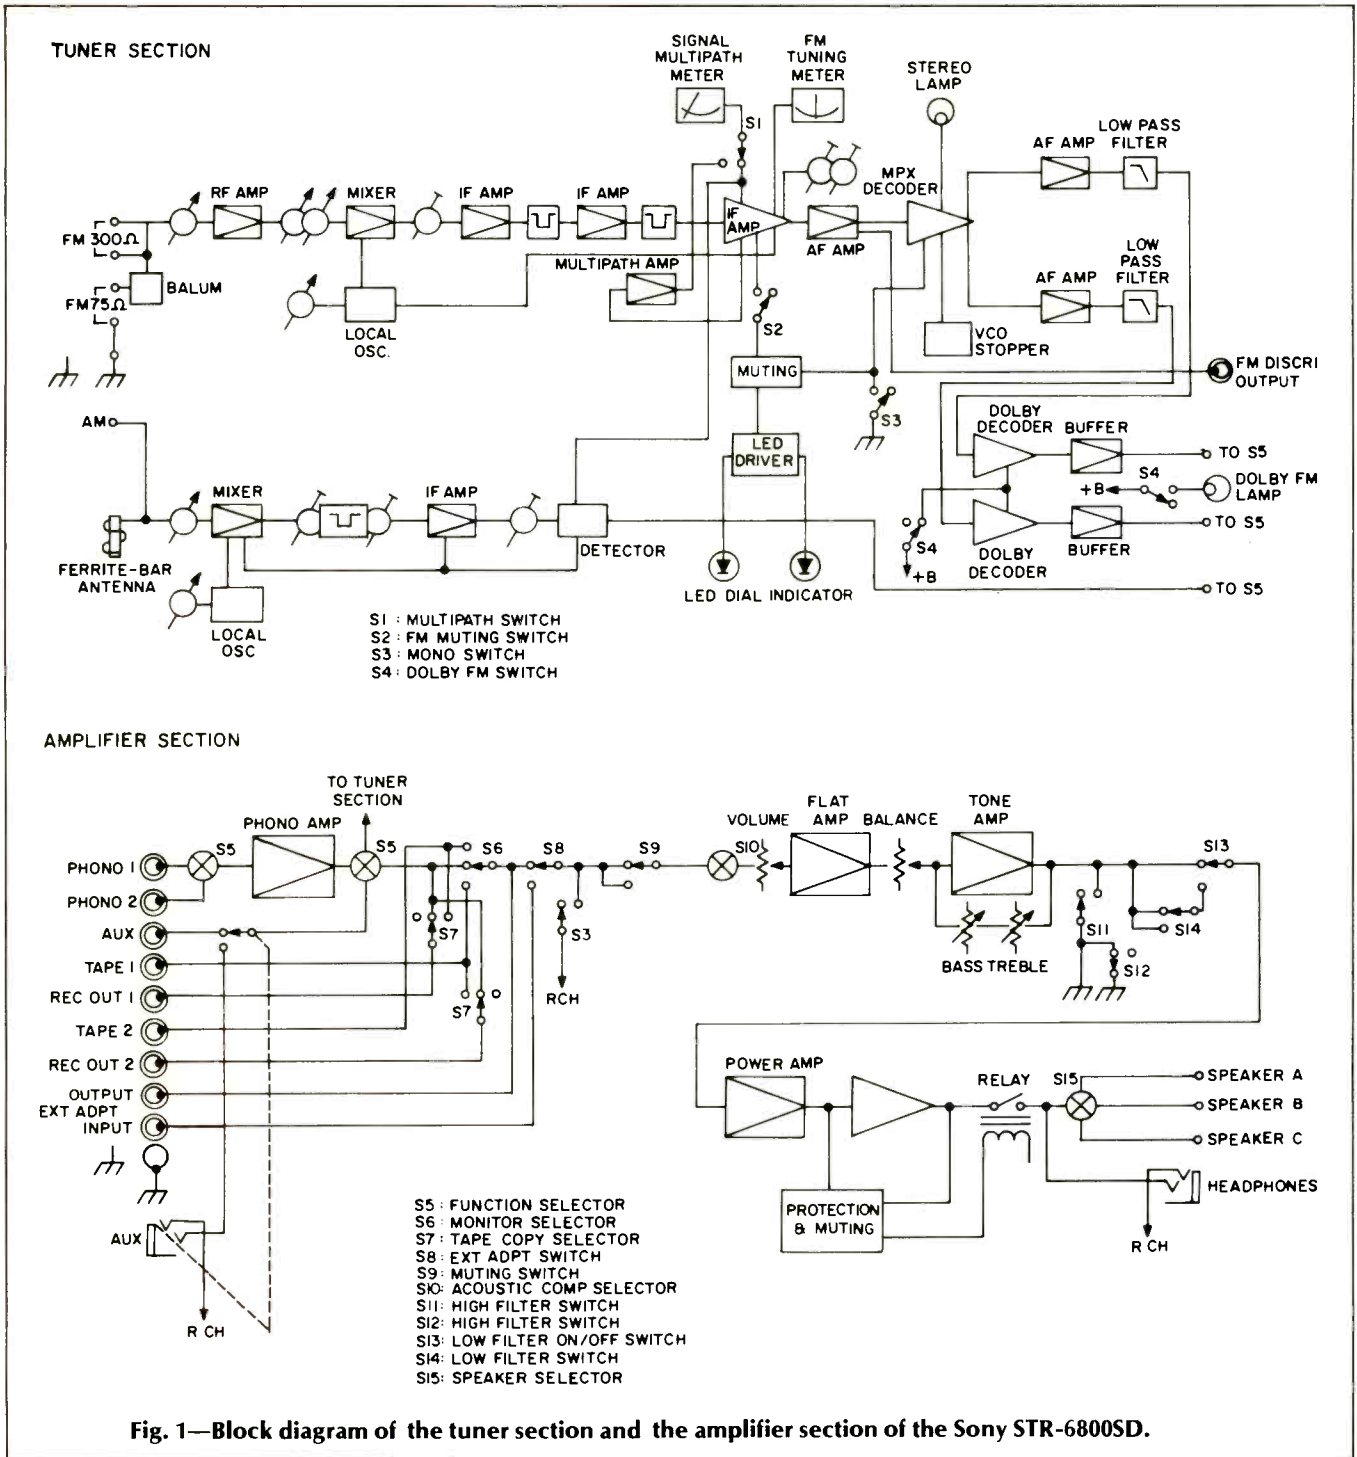 TUNER SECTION
SIGNAL
MULTIPATH
METER
FM
TUNING
METER
STEREO
LAMP
S1
AF AMP
LOW PASS
FILTER
MPX
DECODER
RF AMP
MIXER
IF AMP
IF AMP
IF
AMP
AF AMP
FM 300Ω
BALUM
FM 75Ω
LOCAL
OSC.
MULTIPATH AMP
S2
AF AMP
LOW
PASS
FILTER
VCO
STOPPER
MUTING
FM DISCRI
OUTPUT
S3
AM
LED
DRIVER
DOLBY
DECODER
BUFFER
TO S5
S4
+B
DOLBY FM
LAMP
MIXER
IF AMP
DETECTOR
TO S5
S4
+B
DOLBY
DECODER
BUFFER
FERRITE-BAR
ANTENNA
LED DIAL INDICATOR
TO S5
LOCAL
OSC
S1 : MULTIPATH SWITCH
S2 : FM MUTING SWITCH
S3 : MONO SWITCH
S4 : DOLBY FM SWITCH
AMPLIFIER SECTION
TO TUNER
SECTION
PHONO AMP
VOLUME
FLAT
AMP
BALANCE
TONE
AMP
PHONO 1
S5
S5
S6
S8
S9
S10
S13
PHONO 2
AUX
S7
S3
S11
S14
TAPE 1
BASS TREBLE
S12
REC OUT 1
S7
RCH
TAPE 2
REC OUT 2
OUTPUT
EXT ADPT
INPUT
POWER AMP
RELAY
S15
SPEAKER A
SPEAKER B
SPEAKER C
PROTECTION
& MUTING
HEADPHONES
R CH
AUX
R CH
S5 : FUNCTION SELECTOR
S6 : MONITOR SELECTOR
S7 : TAPE COPY SELECTOR
S8 : EXT ADPT SWITCH
S9 : MUTING SWITCH
S10: ACOUSTIC COMP SELECTOR
S11: HIGH FILTER SWITCH
S12: HIGH FILTER SWITCH
S13: LOW FILTER ON/OFF SWITCH
S14: LOW FILTER SWITCH
S15: SPEAKER SELECTOR
Fig. 1—Block diagram of the tuner section and the amplifier section of the Sony STR-6800SD.